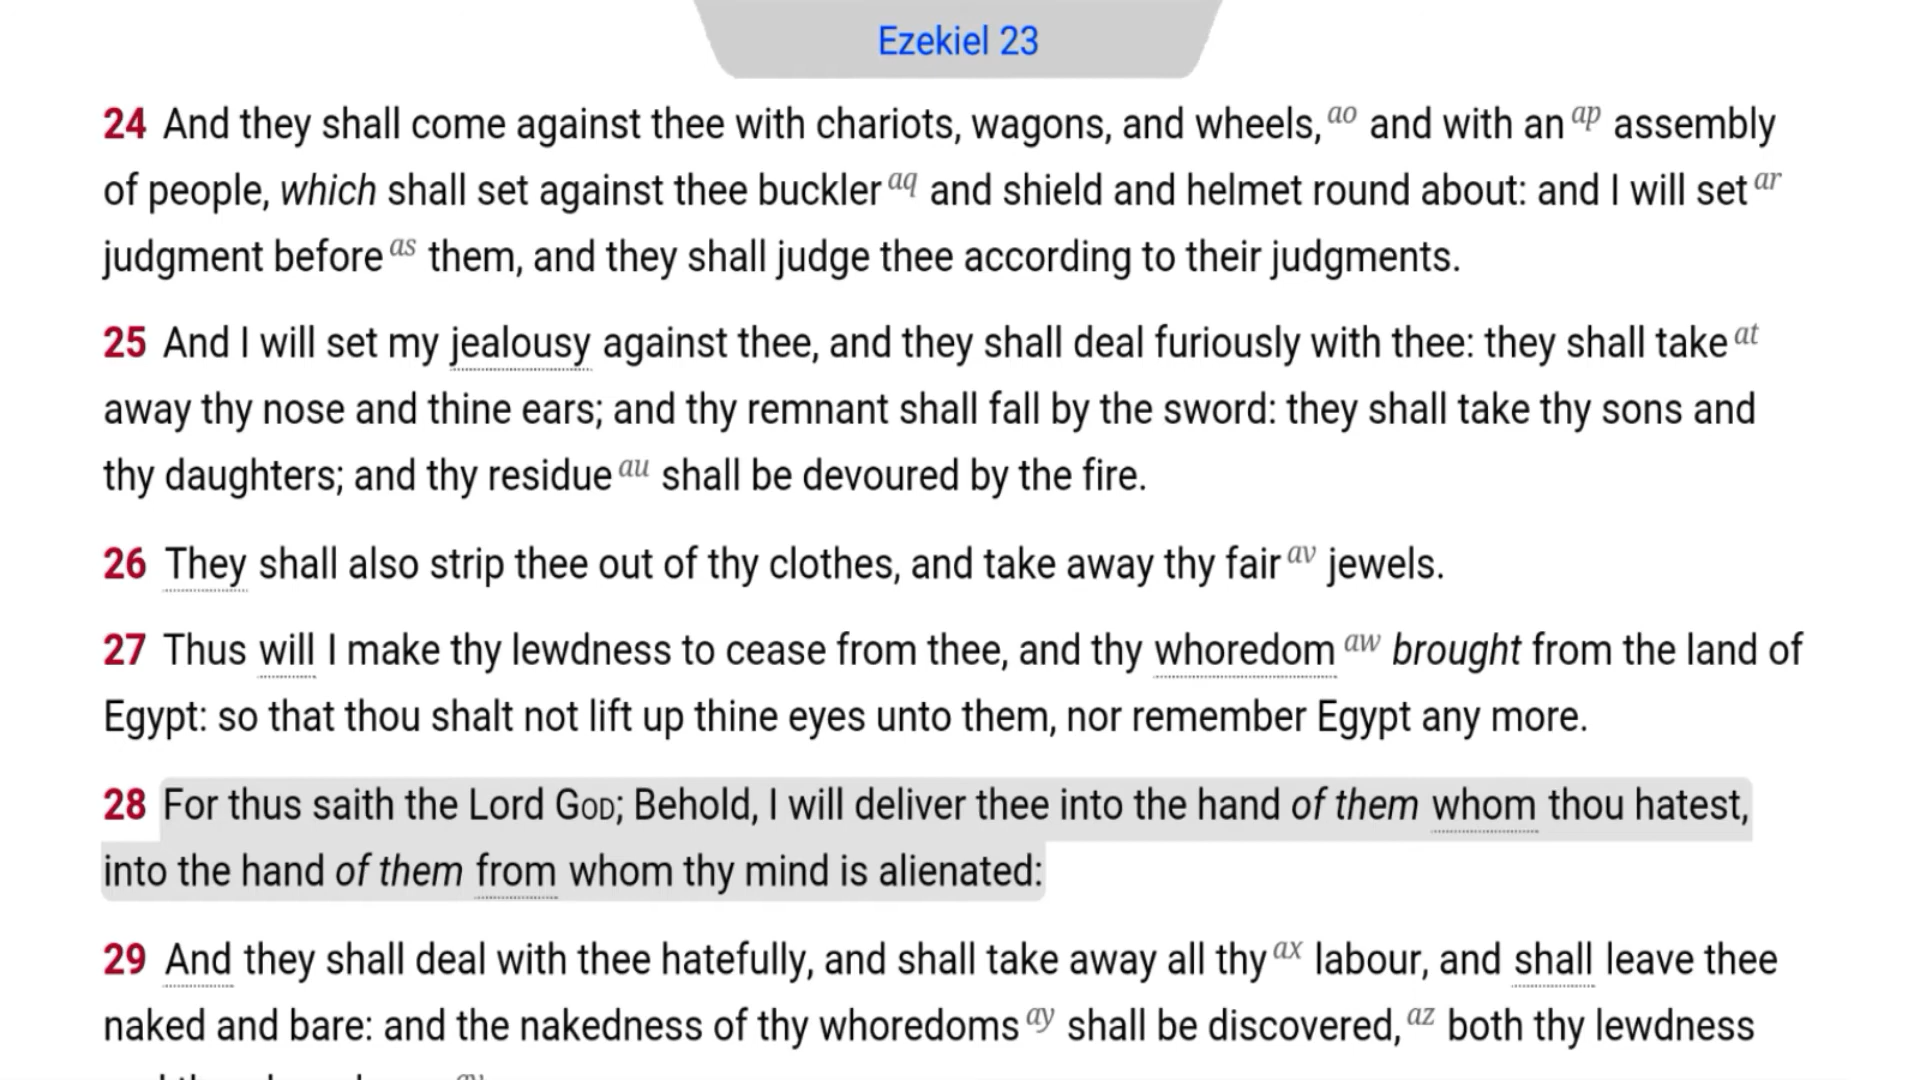 Ezekiel 23
24 And they shall come against thee with chariots, wagons, and wheels, ao and with an ap assembly
of people, which shall set against thee buckler aq and shield and helmet round about: and I will set ar
judgment before as them, and they shall judge thee according to their judgments.
25 And I will set my jealousy against thee, and they shall deal furiously with thee: they shall take at
away thy nose and thine ears; and thy remnant shall fall by the sword: they shall take thy sons and
thy daughters; and thy residue au shall be devoured by the fire.
26 They shall also strip thee out of thy clothes, and take away thy fair av jewels.
27 Thus will I make thy lewdness to cease from thee, and thy whoredom aw brought from the land of
Egypt: so that thou shalt not lift up thine eyes unto them, nor remember Egypt any more.
28 For thus saith the Lord GOD; Behold, I will deliver thee into the hand of them whom thou hatest,
into the hand of them from whom thy mind is alienated:
29 And they shall deal with thee hatefully, and shall take away all thy ax labour, and shall leave thee
naked and bare: and the nakedness of thy whoredoms ay shall be discovered, az both thy lewdness